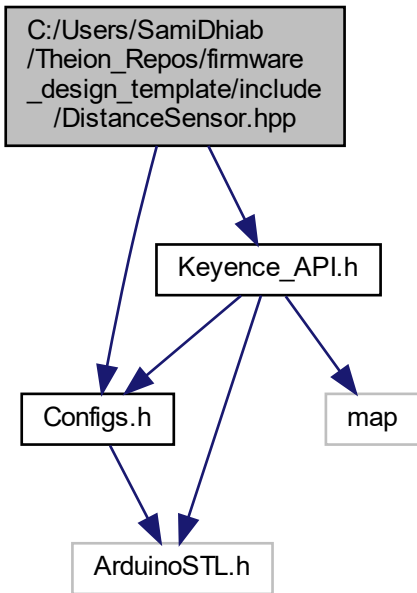 C:/Users/SamiDhiab
/Theion_Repos/firmware
_design_template/include
/DistanceSensor.hpp
Keyence_API.h
Configs.h
map
ArduinoSTL.h